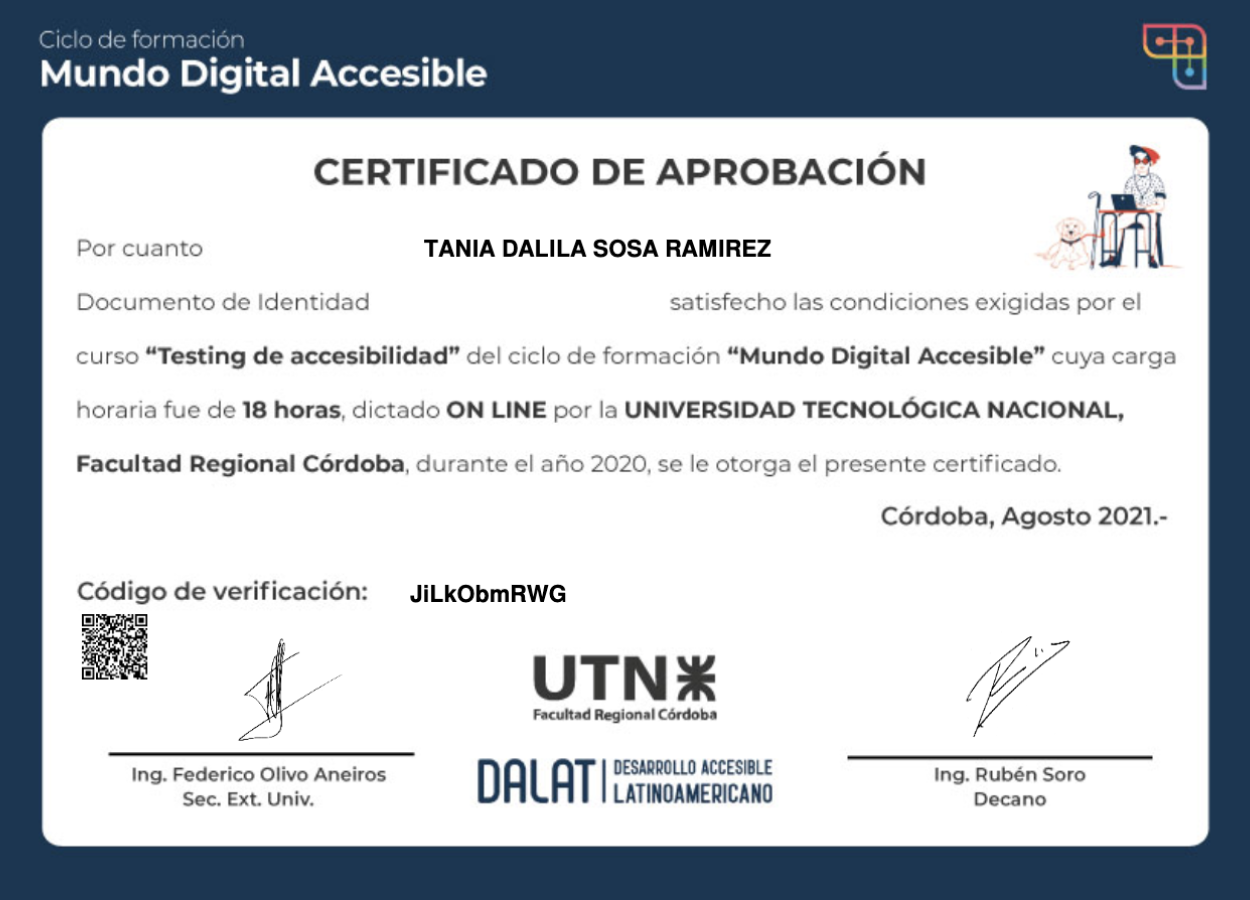 Ciclo de formación
Mundo Digital Accesible
CERTIFICADO DE APROBACIÓN
Por cuanto TANIA DALILA SOSA RAMIREZ
Documento de Identidad satisfecho las condiciones exigidas por el
curso “Testing de accesibilidad” del ciclo de formación “Mundo Digital Accesible” cuya carga
horaria fue de 18 horas, dictado ON LINE por la UNIVERSIDAD TECNOLÓGICA NACIONAL,
Facultad Regional Córdoba, durante el año 2020, se le otorga el presente certificado.
Córdoba, Agosto 2021.-
Código de verificación: JiLkObmRWG
UTN
Facultad Regional Córdoba
DALAT | DESARROLLO ACCESIBLE
LATINOAMERICANO
Ing. Federico Olivo Aneiros
Sec. Ext. Univ.
Ing. Rubén Soro
Decano